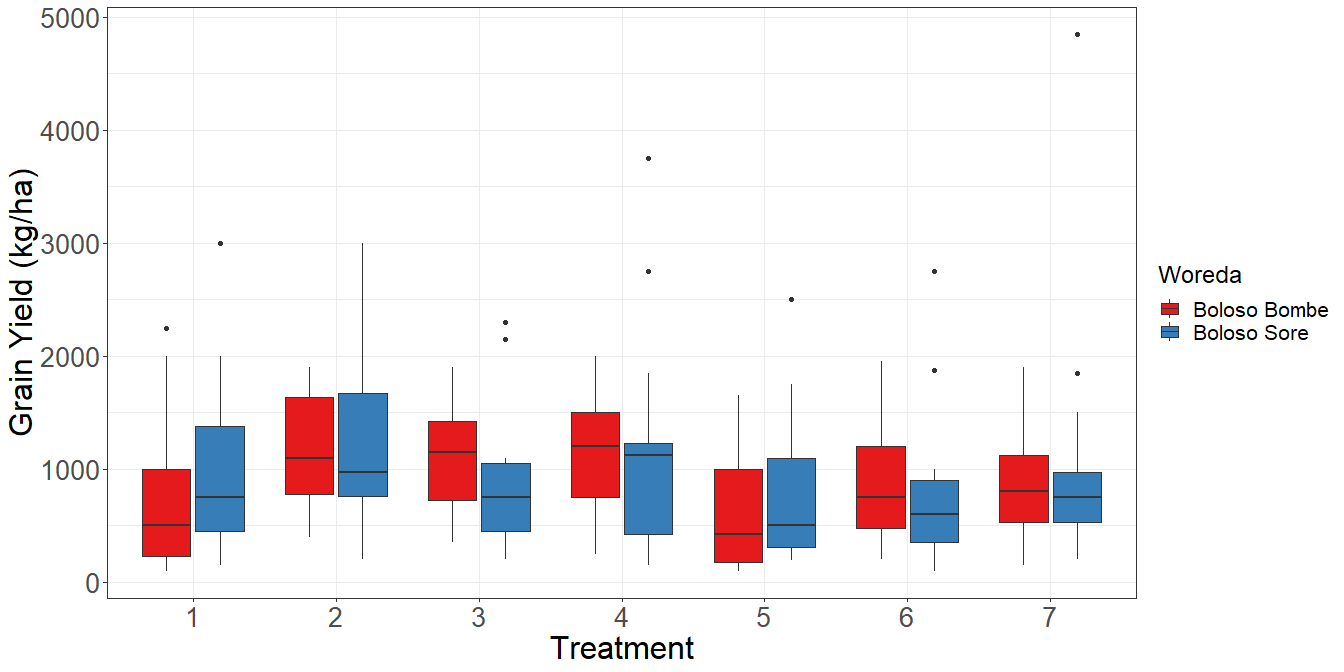 Grain Yield (kg/ha)
5000
4000
3000
2000
1000
0
1 2 3 4 5 6 7
Treatment
Woreda
Boloso Bombe
Boloso Sore